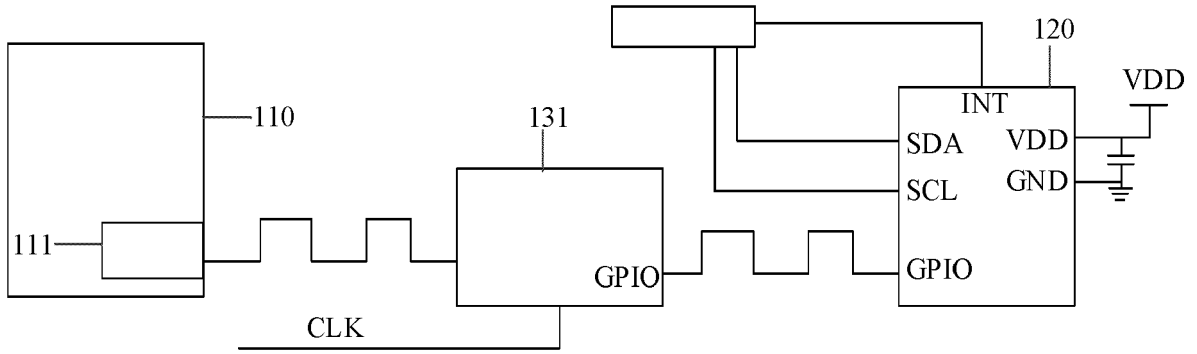 120
VDD
110
131
INT
SDA
VDD
SCL
GND
111
GPIO
GPIO
CLK